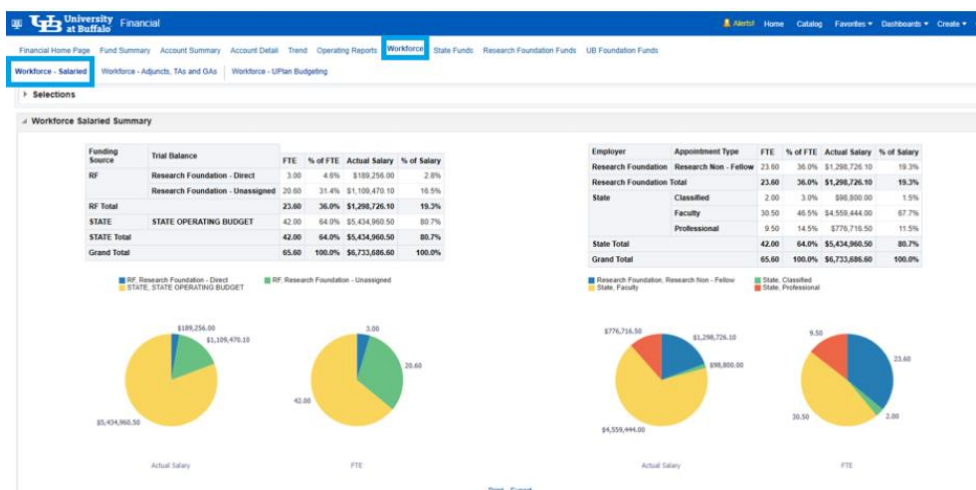 UB University at Buffalo Financial Alerts! Home Catalog Favorites Dashboards Create
Financial Home Page Fund Summary Account Summary Account Detail Trend Operating Reports Workforce State Funds Research Foundation Funds UB Foundation Funds
Workforce - Salaried Workforce - Adjuncts, TAs and GAs Workforce - UPlan Budgeting
Selections
Workforce Salaried Summary
Funding Source Trial Balance FTE % of FTE Actual Salary % of Salary
RF Research Foundation - Direct 3.00 4.6% $189,256.00 2.8%
Research Foundation - Unassigned 20.60 31.4% $1,109,470.10 16.5%
RF Total 23.60 36.0% $1,298,726.10 19.3%
STATE STATE OPERATING BUDGET 42.00 64.0% $5,434,960.50 80.7%
STATE Total 42.00 64.0% $5,434,960.50 80.7%
Grand Total 65.60 100.0% $6,733,686.60 100.0%
Employer Appointment Type FTE % of FTE Actual Salary % of Salary
Research Foundation Research Non - Fellow 23.60 36.0% $1,298,726.10 19.3%
Research Foundation Total 23.60 36.0% $1,298,726.10 19.3%
State Classified 2.00 3.0% $98,800.00 1.5%
Faculty 30.50 46.5% $4,559,444.00 67.7%
Professional 9.50 14.5% $776,716.50 11.5%
State Total 42.00 64.0% $5,434,960.50 80.7%
Grand Total 65.60 100.0% $6,733,686.60 100.0%
RF, Research Foundation - Direct RF, Research Foundation - Unassigned
STATE, STATE OPERATING BUDGET
$189,256.00
$1,109,470.10
$5,434,960.50
Actual Salary
3.00
20.60
42.00
FTE
Research Foundation, Research Non - Fellow State, Classified
State, Faculty State, Professional
$776,716.50
$1,298,726.10
$98,800.00
$4,559,444.00
Actual Salary
9.50
23.60
30.50
2.00
FTE